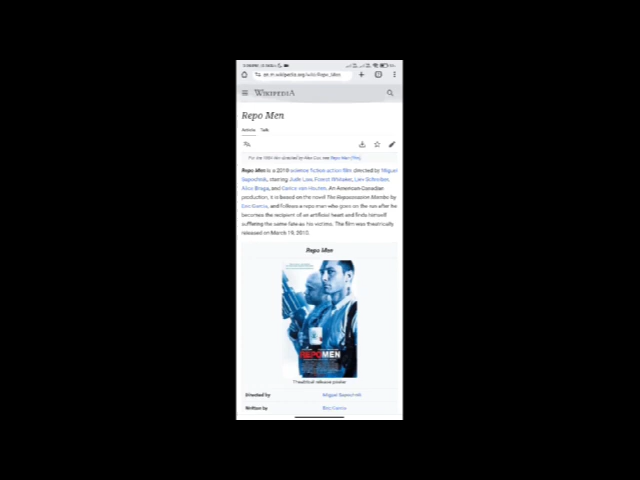 en.m.wikipedia.org/wiki/Repo_Men
WIKIPEDIA
Repo Men
Article Talk
For the 1984 film directed by Alex Cox, see Repo Man (film).
Repo Men is a 2010 science fiction action film directed by Miguel
Sapochnik, starring Jude Law, Forest Whitaker, Liev Schreiber,
Alice Braga, and Carice van Houten. An American-Canadian
production, it is based on the novel The Repossession Mambo by
Eric Garcia, and follows a repo man who goes on the run after he
becomes the recipient of an artificial heart and finds himself
suffering the same fate as his victims. The film was theatrically
released on March 19, 2010.
Repo Men
REPOMEN
Theatrical release poster
Directed by Miguel Sapochnik
Written by Eric Garcia